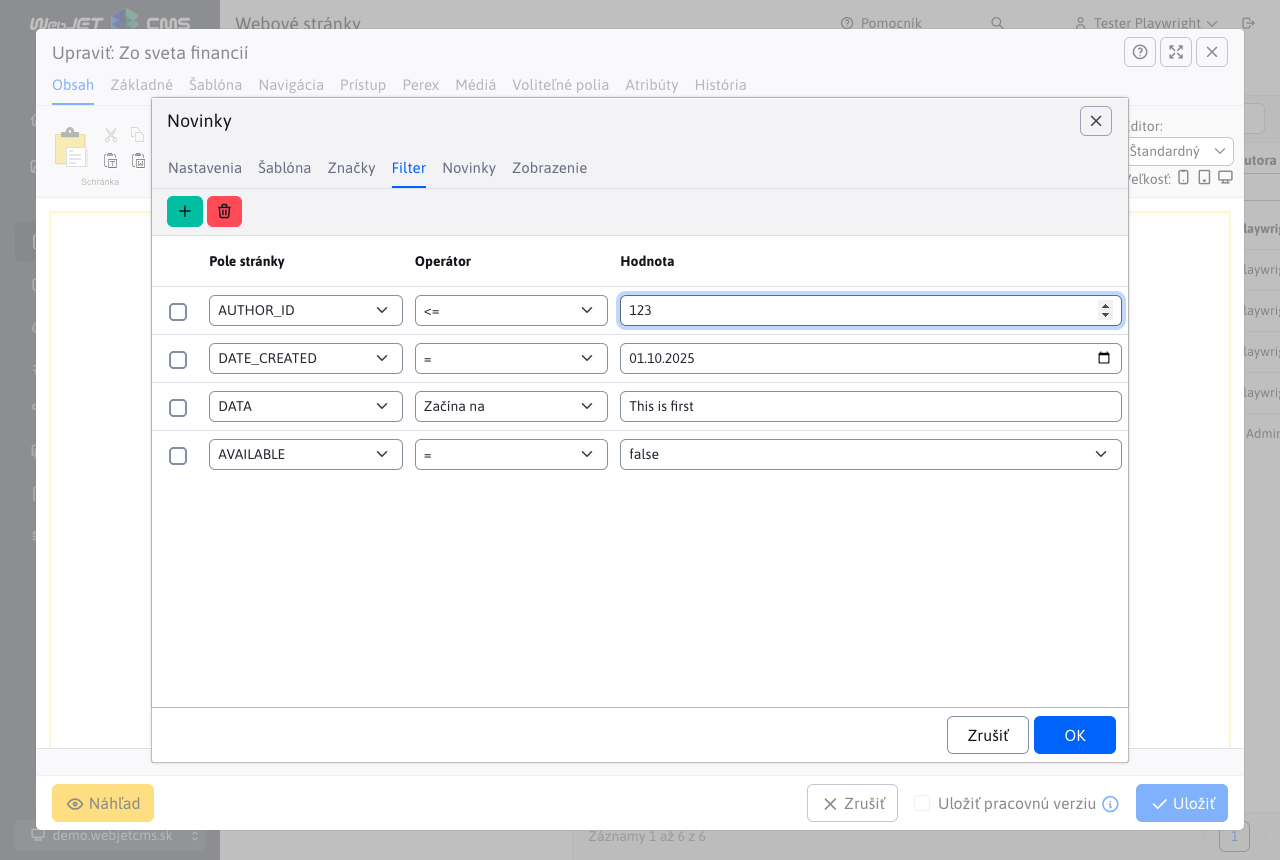 WebJET CMS
Webové stránky
Pomocník
Tester Playwright
Upraviť: Zo sveta financií
Obsah Základné Šablóna Navigácia Prístup Perex Médiá Voliteľné polia Atribúty História
Schránka
Editor:
Štandardný
Veľkosť:
Novinky
Nastavenia Šablóna Značky Filter Novinky Zobrazenie
Pole stránky Operátor Hodnota
AUTHOR_ID <= 123
DATE_CREATED = 01.10.2025
DATA Začína na This is first
AVAILABLE = false
Zrušiť OK
Náhľad Zrušiť Uložiť pracovnú verziu Uložiť
demo.webjetcms.sk
Záznamy 1 až 6 z 6
1
Admin